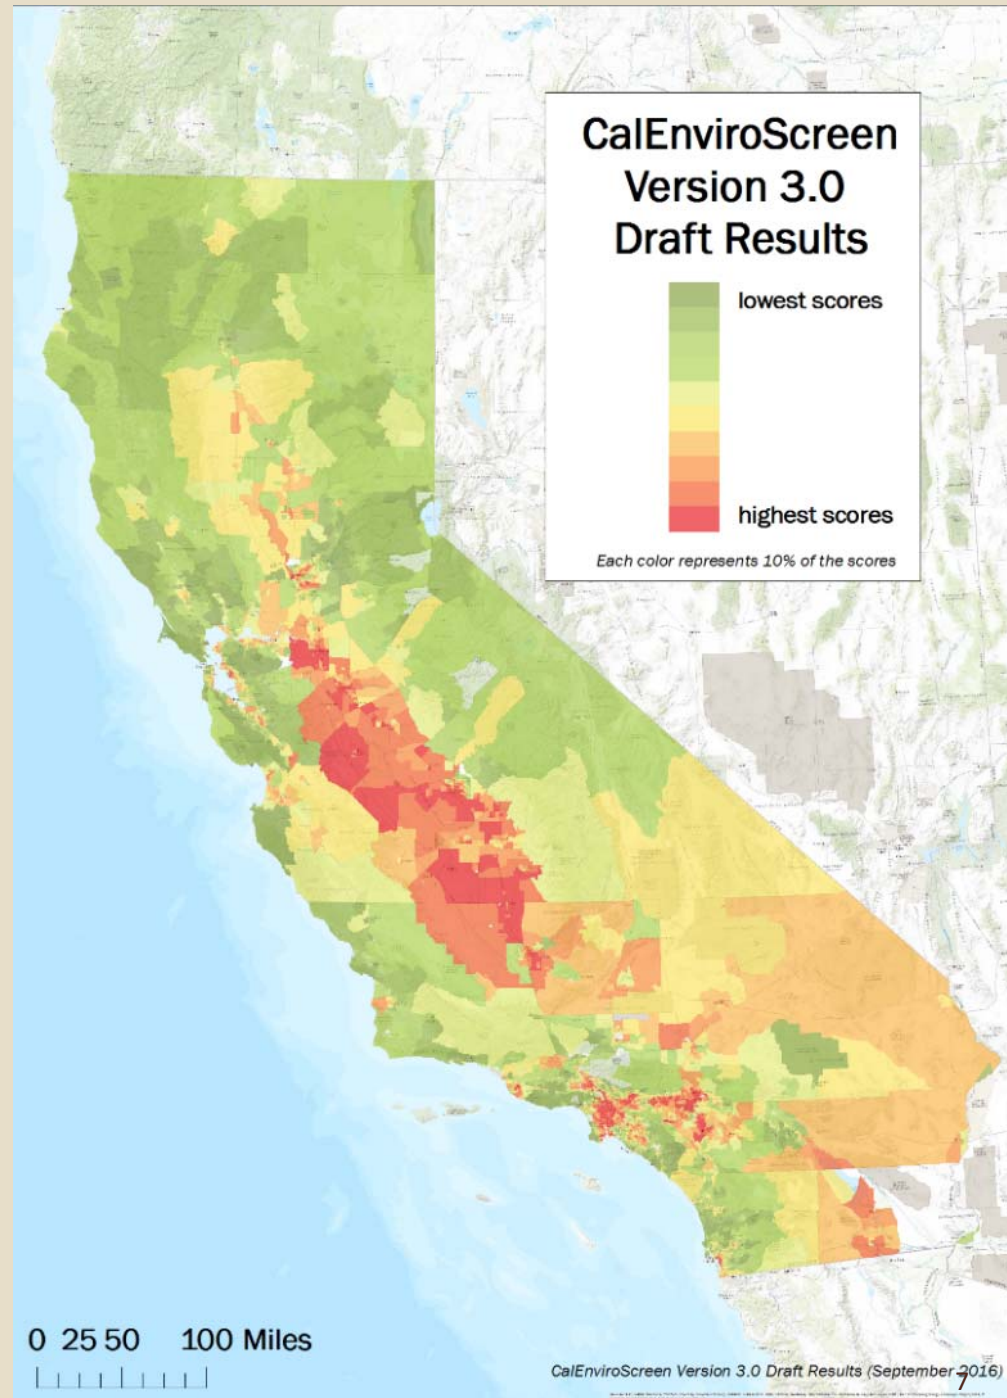 CalEnviroScreen
Version 3.0
Draft Results
lowest scores
highest scores
Each color represents 10% of the scores
0 25 50 100 Miles
CalEnviroScreen Version 3.0 Draft Results (September 2016)
7